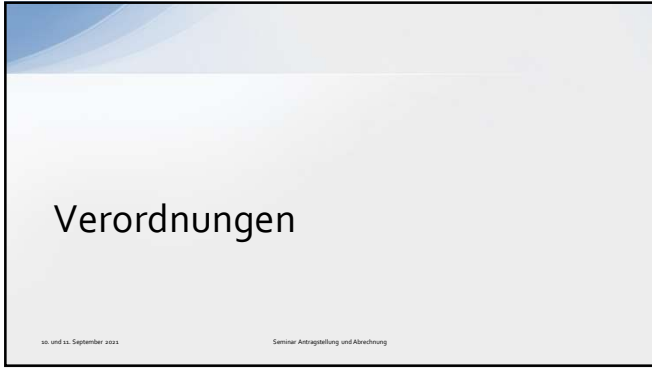 Verordnungen
10. und 11. September 2021
Seminar Antragstellung und Abrechnung